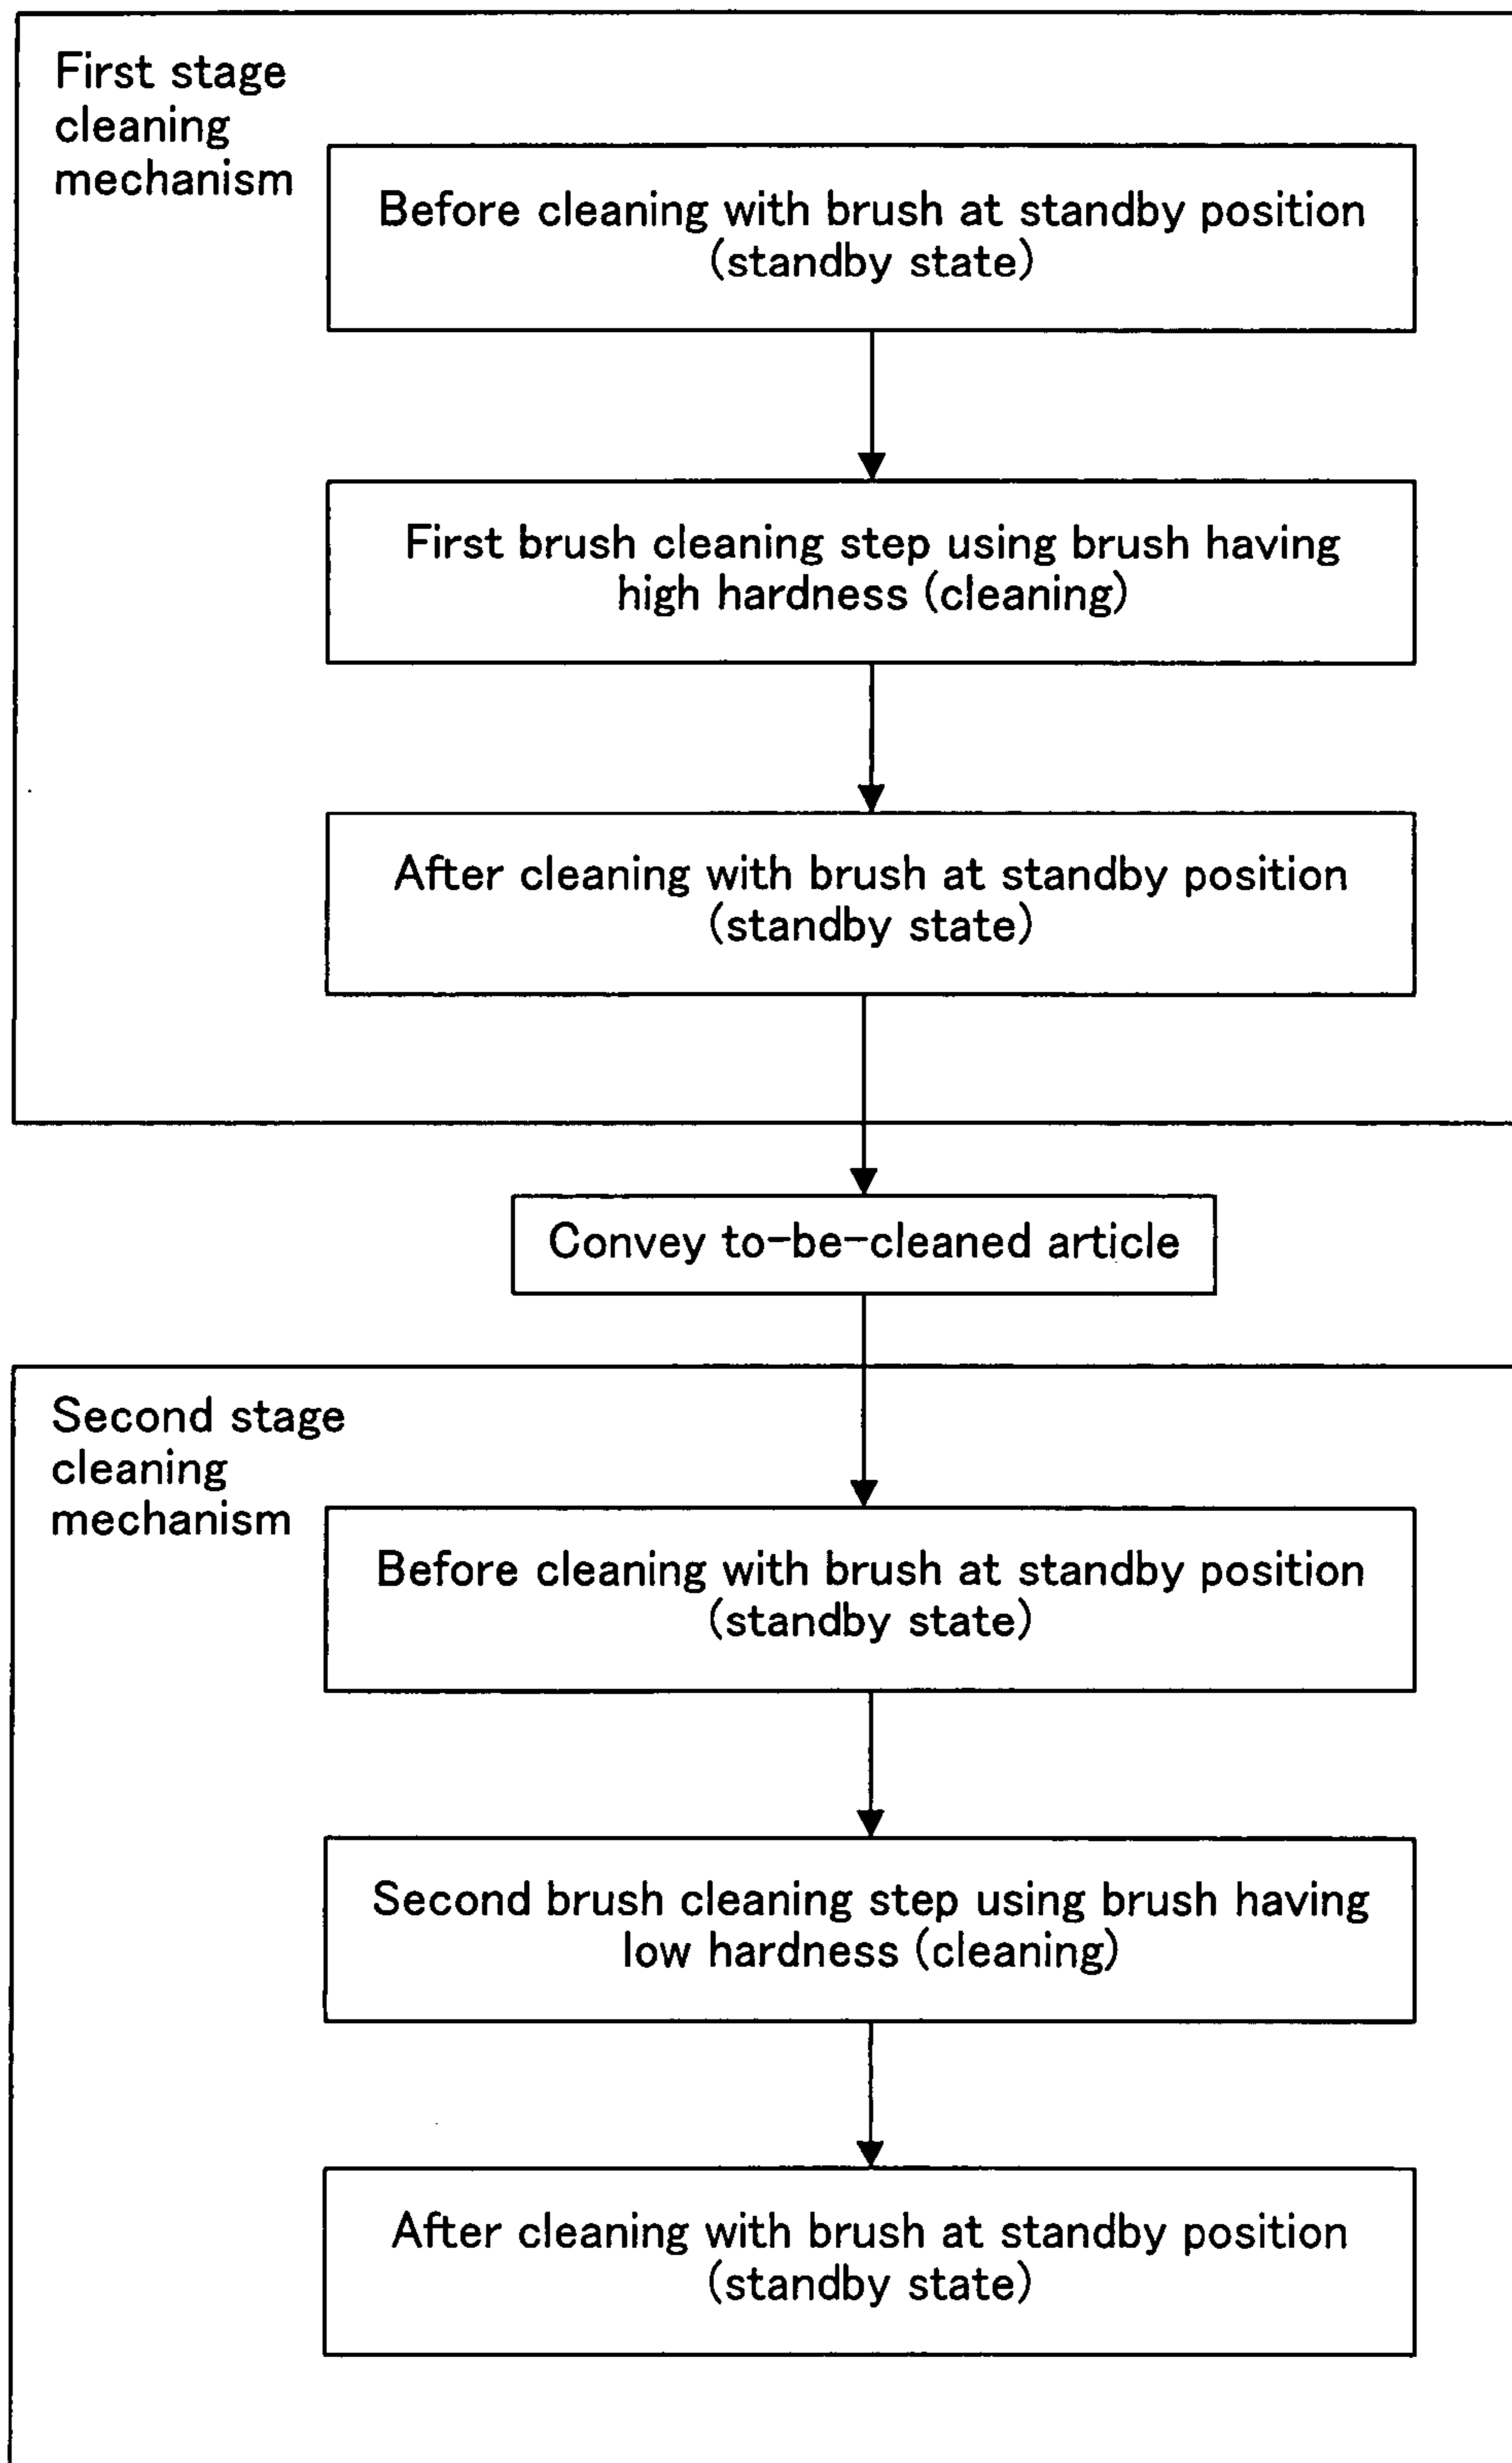 First stage
cleaning
mechanism
Before cleaning with brush at standby position
(standby state)
First brush cleaning step using brush having
high hardness (cleaning)
After cleaning with brush at standby position
(standby state)
Convey to-be-cleaned article
Second stage
cleaning
mechanism
Before cleaning with brush at standby position
(standby state)
Second brush cleaning step using brush having
low hardness (cleaning)
After cleaning with brush at standby position
(standby state)